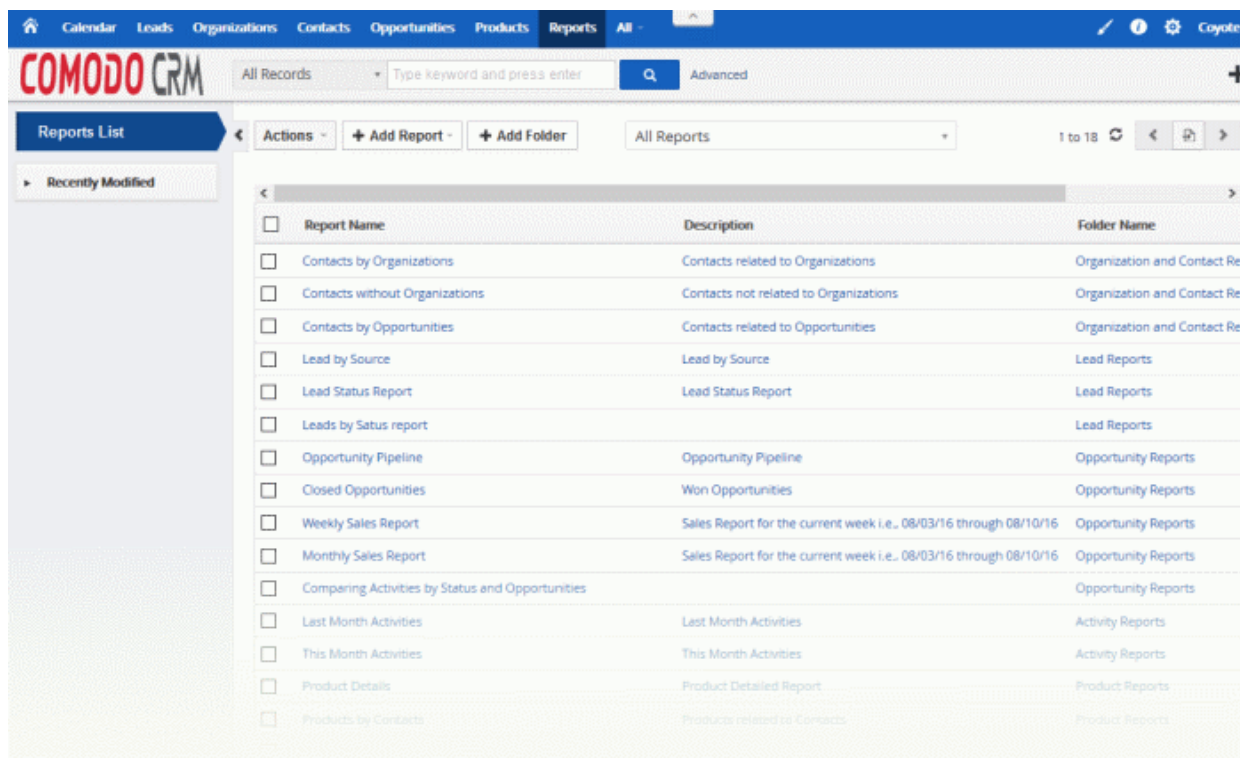 Calendar Leads Organizations Contacts Opportunities Products Reports All Coyote
COMODO CRM All Records Type keyword and press enter Advanced
Reports List Actions + Add Report + Add Folder All Reports 1 to 18
Recently Modified
Report Name Description Folder Name
Contacts by Organizations Contacts related to Organizations Organization and Contact Re
Contacts without Organizations Contacts not related to Organizations Organization and Contact Re
Contacts by Opportunities Contacts related to Opportunities Organization and Contact Re
Lead by Source Lead by Source Lead Reports
Lead Status Report Lead Status Report Lead Reports
Leads by Satus report Lead Reports
Opportunity Pipeline Opportunity Pipeline Opportunity Reports
Closed Opportunities Won Opportunities Opportunity Reports
Weekly Sales Report Sales Report for the current week i.e., 08/03/16 through 08/10/16 Opportunity Reports
Monthly Sales Report Sales Report for the current week i.e., 08/03/16 through 08/10/16 Opportunity Reports
Comparing Activities by Status and Opportunities Opportunity Reports
Last Month Activities Last Month Activities Activity Reports
This Month Activities This Month Activities Activity Reports
Product Details Product Detailed Report Product Reports
Products by Contacts Products related to Contacts Product Reports